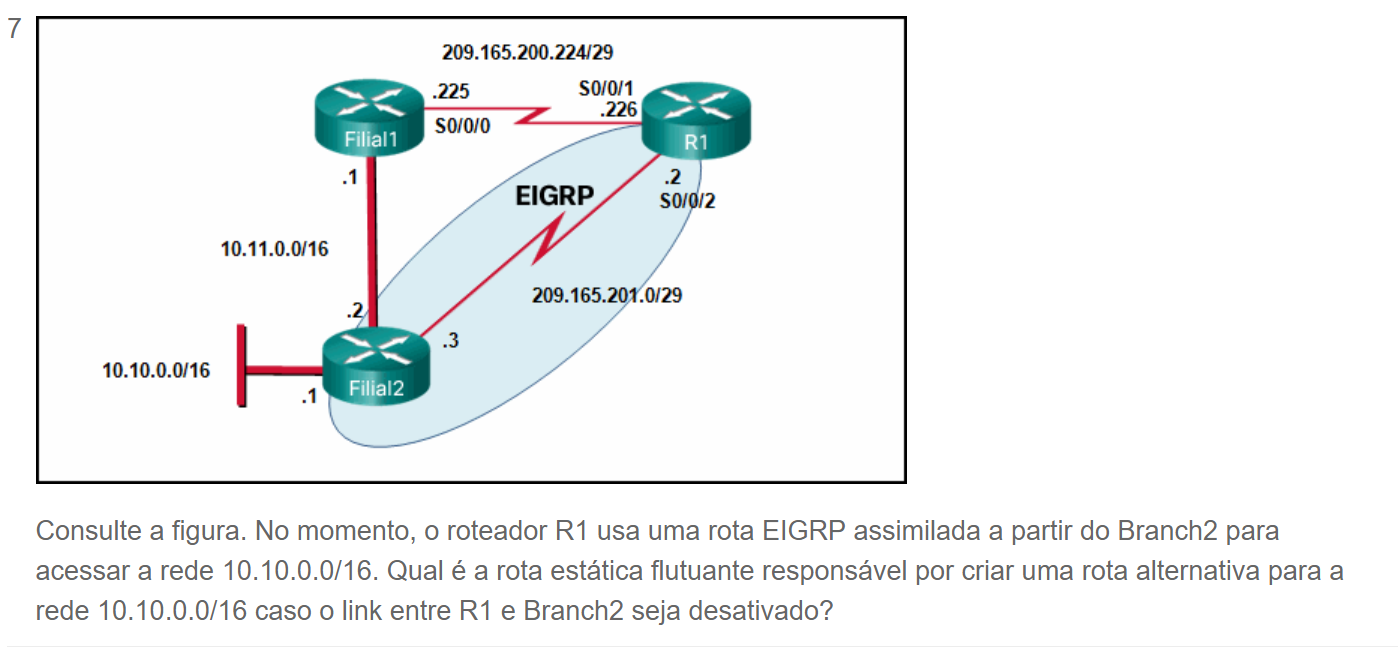 7
209.165.200.224/29
.225
S0/0/1
.226
S0/0/0
Filial1
R1
.1
.2
EIGRP
S0/0/2
10.11.0.0/16
209.165.201.0/29
.2
.3
10.10.0.0/16
Filial2
.1
Consulte a figura. No momento, o roteador R1 usa uma rota EIGRP assimilada a partir do Branch2 para
acessar a rede 10.10.0.0/16. Qual é a rota estática flutuante responsável por criar uma rota alternativa para a
rede 10.10.0.0/16 caso o link entre R1 e Branch2 seja desativado?